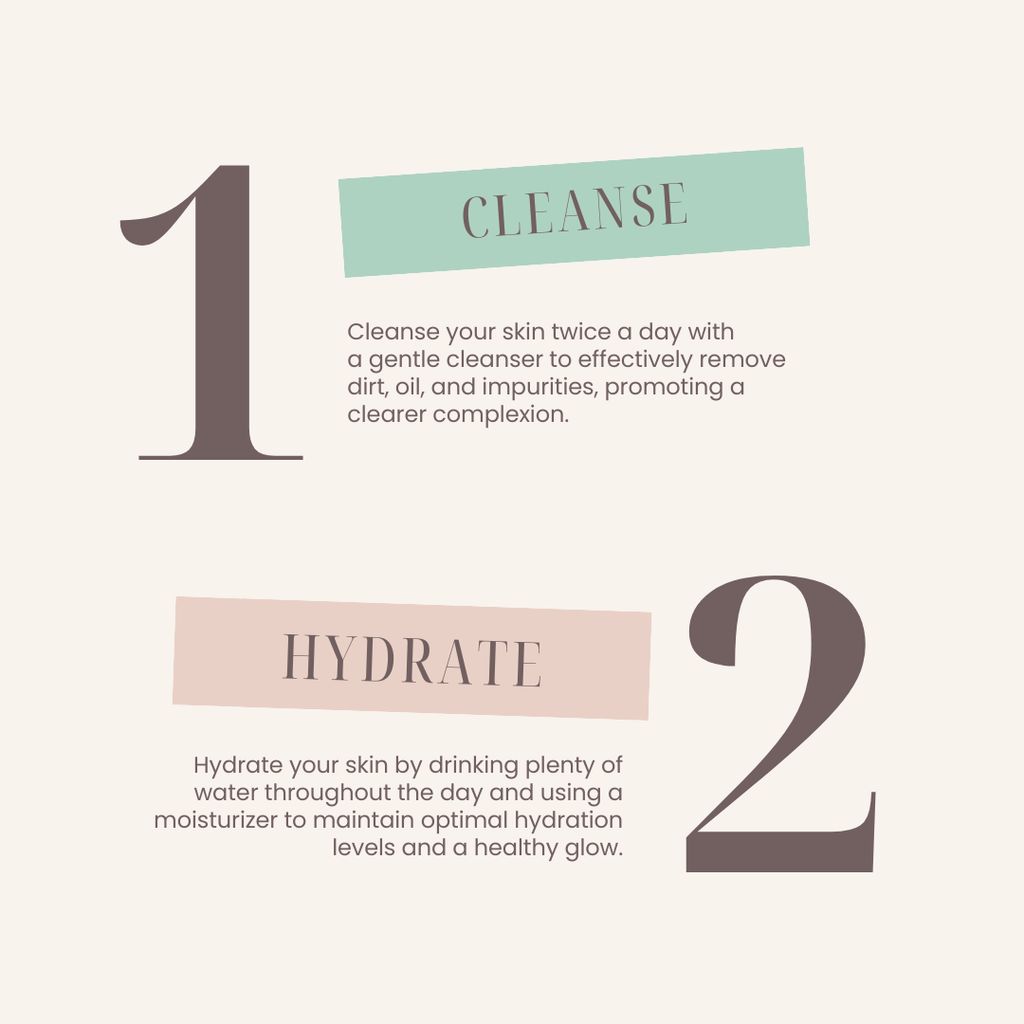 1
CLEANSE
Cleanse your skin twice a day with
a gentle cleanser to effectively remove
dirt, oil, and impurities, promoting a
clearer complexion.
HYDRATE
2
Hydrate your skin by drinking plenty of
water throughout the day and using a
moisturizer to maintain optimal hydration
levels and a healthy glow.